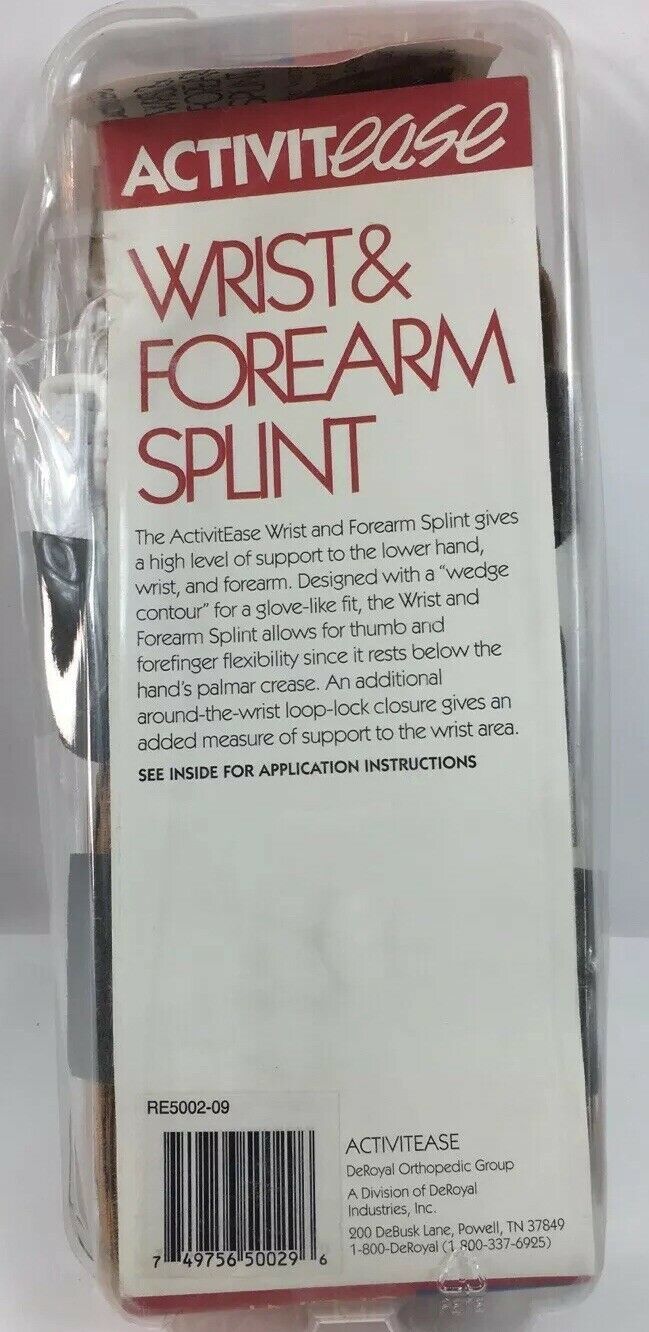 ACTIVITease
WRIST &
FOREARM
SPLINT
The ActivitEase Wrist and Forearm Splint gives
a high level of support to the lower hand,
wrist, and forearm. Designed with a "wedge
contour" for a glove-like fit, the Wrist and
Forearm Splint allows for thumb and
forefinger flexibility since it rests below the
hand's palmar crease. An additional
around-the-wrist loop-lock closure gives an
added measure of support to the wrist area.
SEE INSIDE FOR APPLICATION INSTRUCTIONS
RE5002-09
7 49756 50029 6
ACTIVITEASE
DeRoyal Orthopedic Group
A Division of DeRoyal
Industries, Inc.
200 DeBusk Lane, Powell, TN 37849
1-800-DeRoyal (1 800-337-6925)